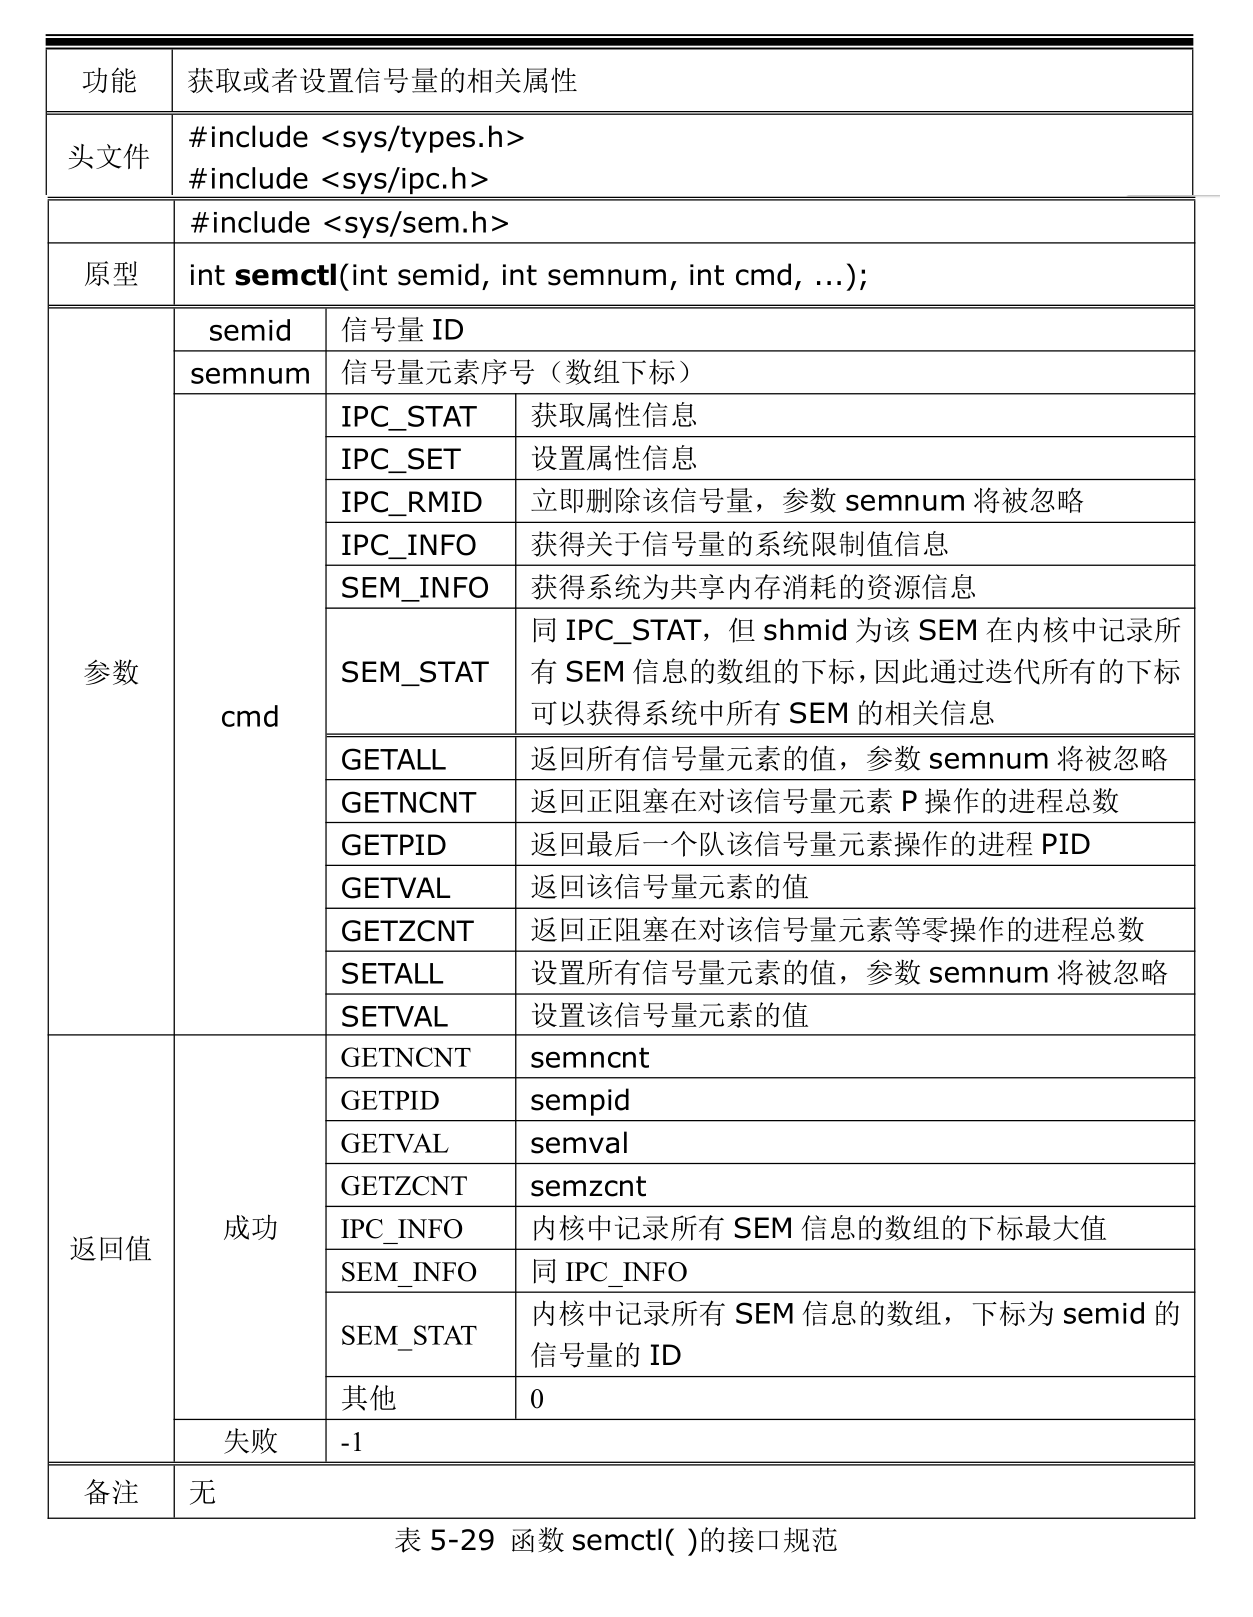 功能 获取或者设置信号量的相关属性
头文件 #include <sys/types.h>
#include <sys/ipc.h>
#include <sys/sem.h>
原型 int semctl(int semid, int semnum, int cmd, ...);
参数 semid 信号量 ID
semnum 信号量元素序号（数组下标）
cmd IPC_STAT 获取属性信息
IPC_SET 设置属性信息
IPC_RMID 立即删除该信号量，参数 semnum 将被忽略
IPC_INFO 获得关于信号量的系统限制值信息
SEM_INFO 获得系统为共享内存消耗的资源信息
SEM_STAT 同 IPC_STAT，但 shmid 为该 SEM 在内核中记录所
有 SEM 信息的数组的下标，因此通过迭代所有的下标
可以获得系统中所有 SEM 的相关信息
GETALL 返回所有信号量元素的值，参数 semnum 将被忽略
GETNCNT 返回正阻塞在对该信号量元素 P 操作的进程总数
GETPID 返回最后一个队该信号量元素操作的进程 PID
GETVAL 返回该信号量元素的值
GETZCNT 返回正阻塞在对该信号量元素等零操作的进程总数
SETALL 设置所有信号量元素的值，参数 semnum 将被忽略
SETVAL 设置该信号量元素的值
返回值 成功 GETNCNT semncnt
GETPID sempid
GETVAL semval
GETZCNT semzcnt
IPC_INFO 内核中记录所有 SEM 信息的数组的下标最大值
SEM_INFO 同 IPC_INFO
SEM_STAT 内核中记录所有 SEM 信息的数组，下标为 semid 的
信号量的 ID
其他 0
失败 -1
备注 无
表 5-29 函数 semctl( )的接口规范